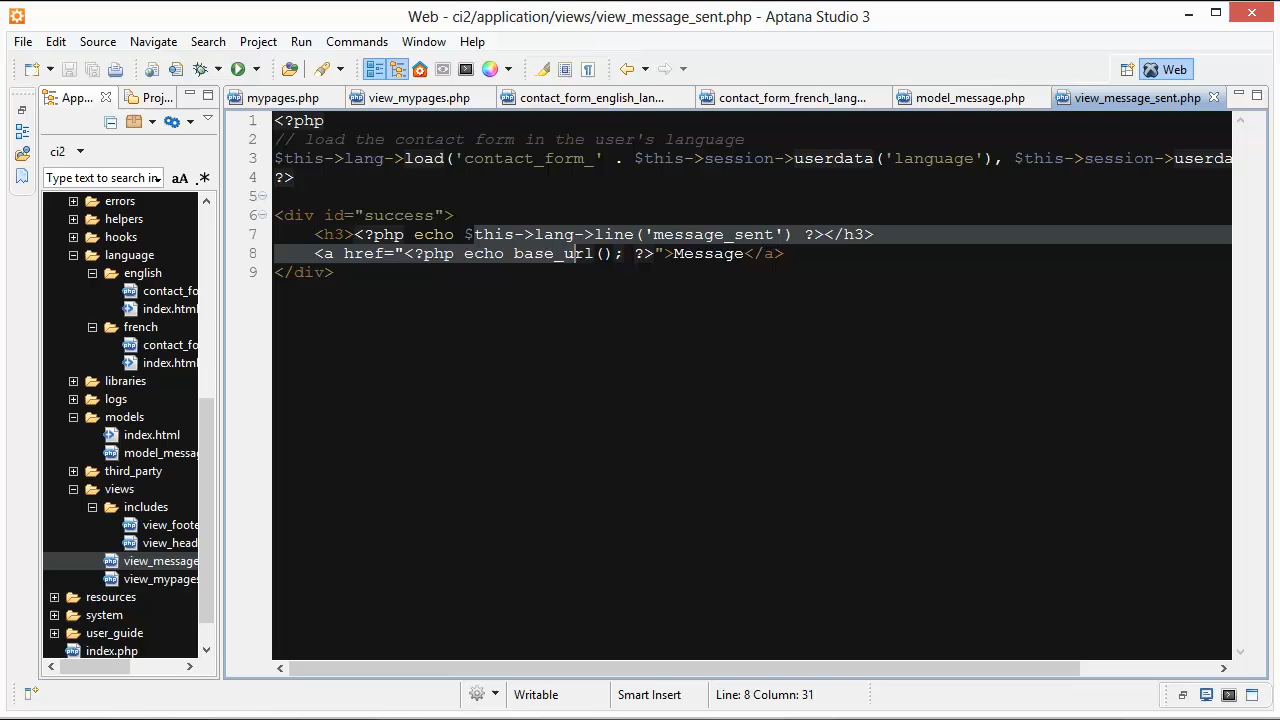 Web - ci2/application/views/view_message_sent.php - Aptana Studio 3
File Edit Source Navigate Search Project Run Commands Window Help
Web
App... Proj...
mypages.php view_mypages.php contact_form_english_lan... contact_form_french_lang... model_message.php view_message_sent.php
ci2
Type text to search in aA .*
errors
helpers
hooks
language
english
contact_fo
index.html
french
contact_fo
index.html
libraries
logs
models
index.html
model_messa
third_party
views
includes
view_foote
view_head
view_message
view_mypages
resources
system
user_guide
index.php
1 <?php
2 // load the contact form in the user's language
3 $this->lang->load('contact_form_' . $this->session->userdata('language'), $this->session->userda
4 ?>
5
6 <div id="success">
7 <h3><?php echo $this->lang->line('message_sent') ?></h3>
8 <a href="<?php echo base_url(); ?>">Message</a>
9 </div>
Writable Smart Insert Line: 8 Column: 31